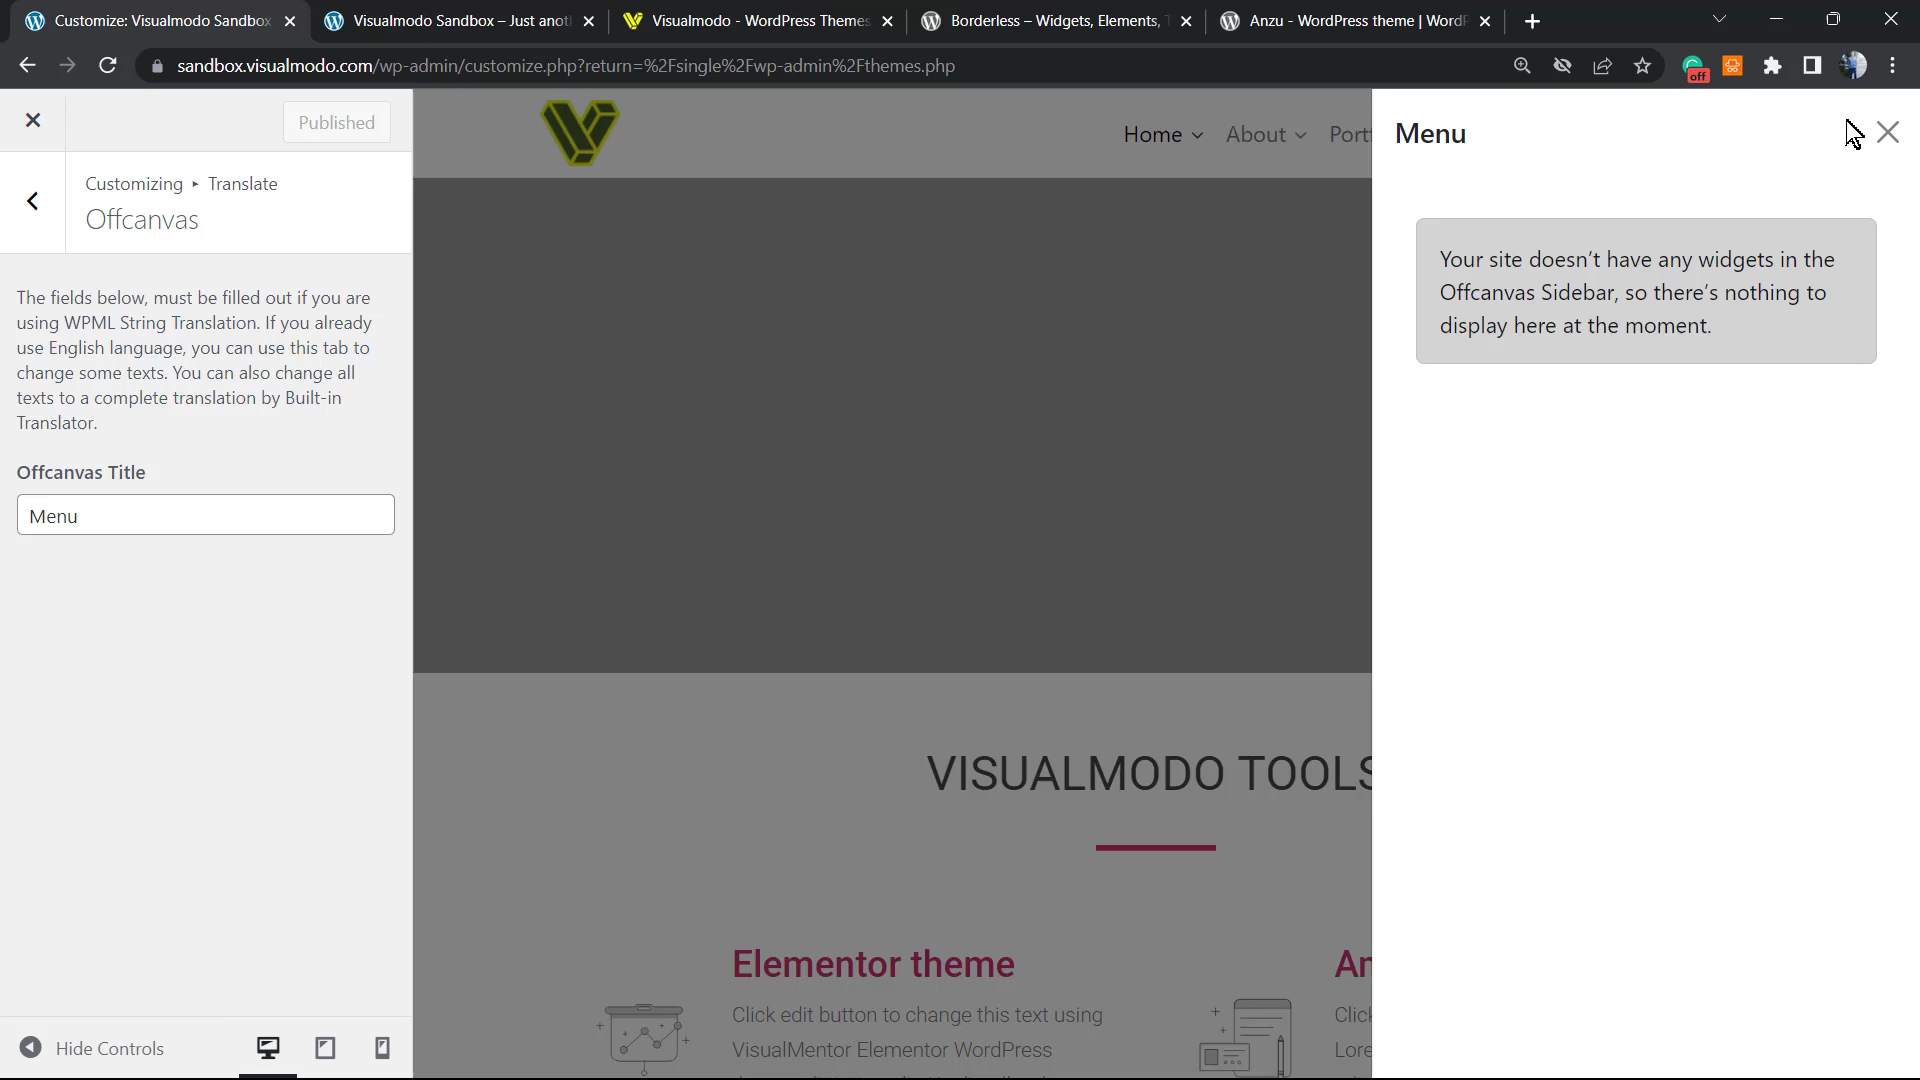 Customize: Visualmodo Sandbox
Visualmodo Sandbox – Just anot
Visualmodo - WordPress Themes
Borderless – Widgets, Elements,
Anzu - WordPress theme | WordP
sandbox.visualmodo.com/wp-admin/customize.php?return=%2Fsingle%2Fwp-admin%2Fthemes.php
off
Published
Customizing ▸ Translate
Offcanvas
The fields below, must be filled out if you are
using WPML String Translation. If you already
use English language, you can use this tab to
change some texts. You can also change all
texts to a complete translation by Built-in
Translator.
Offcanvas Title
Menu
Hide Controls
Home
About
Port
VISUALMODO TOOLS
Elementor theme
Click edit button to change this text using
VisualMentor Elementor WordPress
An
Click
Lore
Menu
Your site doesn't have any widgets in the
Offcanvas Sidebar, so there's nothing to
display here at the moment.